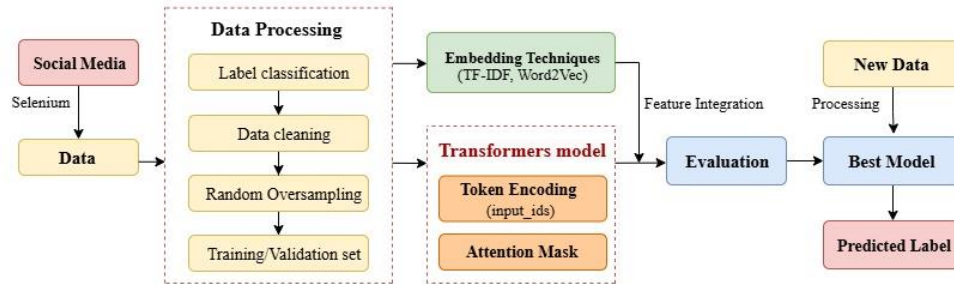 Social Media
Selenium
Data
Data Processing
Label classification
Data cleaning
Random Oversampling
Training/Validation set
Embedding Techniques
(TF-IDF, Word2Vec)
Feature Integration
Transformers model
Token Encoding
(input_ids)
Attention Mask
Evaluation
New Data
Processing
Best Model
Predicted Label